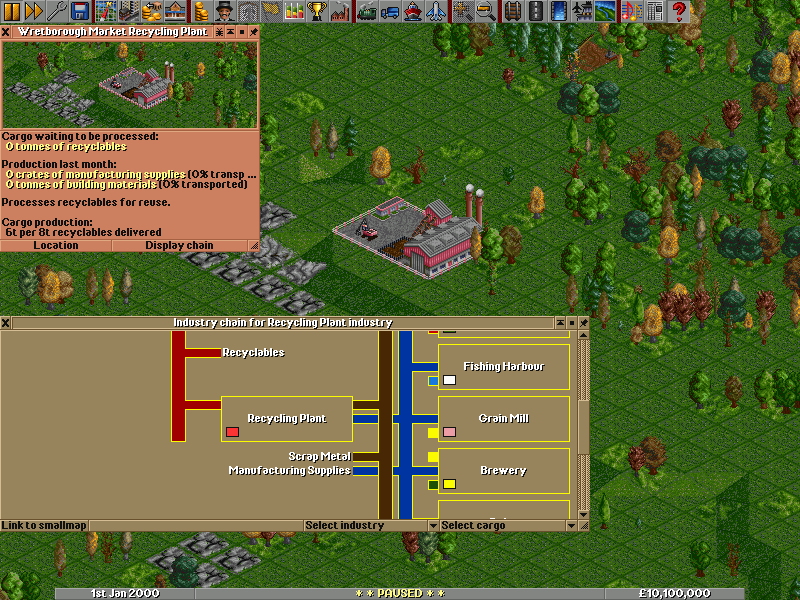 Wretborough Market Recycling Plant
Cargo waiting to be processed:
0 tonnes of recyclables
Production last month:
0 crates of manufacturing supplies (0% transp ...
0 tonnes of building materials (0% transported)
Processes recyclables for reuse.
Cargo production:
6t per 8t recyclables delivered
Location
Display chain
Industry chain for Recycling Plant industry
Recyclables
Fishing Harbour
Recycling Plant
Grain Mill
Scrap Metal
Manufacturing Supplies
Brewery
Link to smallmap
Select industry
Select cargo
1st Jan 2000
* * PAUSED * *
£10,100,000